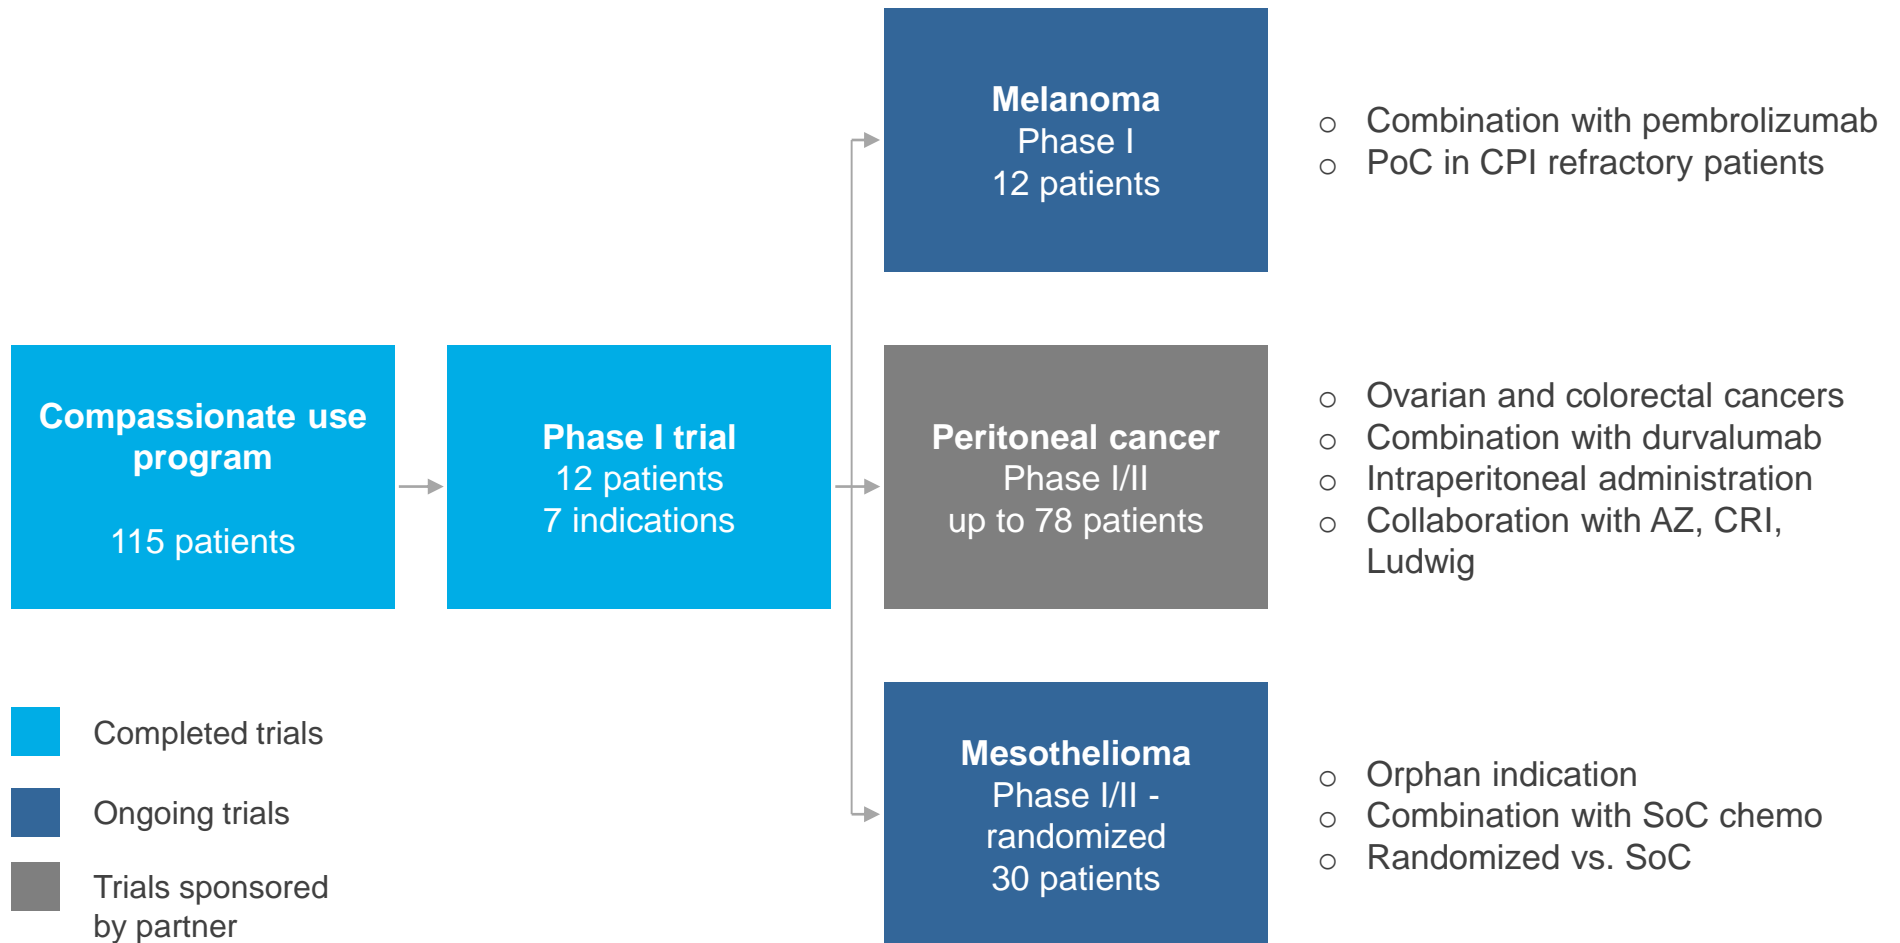 Melanoma
Phase I
12 patients
○ Combination with pembrolizumab
○ PoC in CPI refractory patients
Compassionate use
program
115 patients
Phase I trial
12 patients
7 indications
Peritoneal cancer
Phase I/II
up to 78 patients
○ Ovarian and colorectal cancers
○ Combination with durvalumab
○ Intraperitoneal administration
○ Collaboration with AZ, CRI,
Ludwig
Mesothelioma
Phase I/II -
randomized
30 patients
○ Orphan indication
○ Combination with SoC chemo
○ Randomized vs. SoC
Completed trials
Ongoing trials
Trials sponsored
by partner